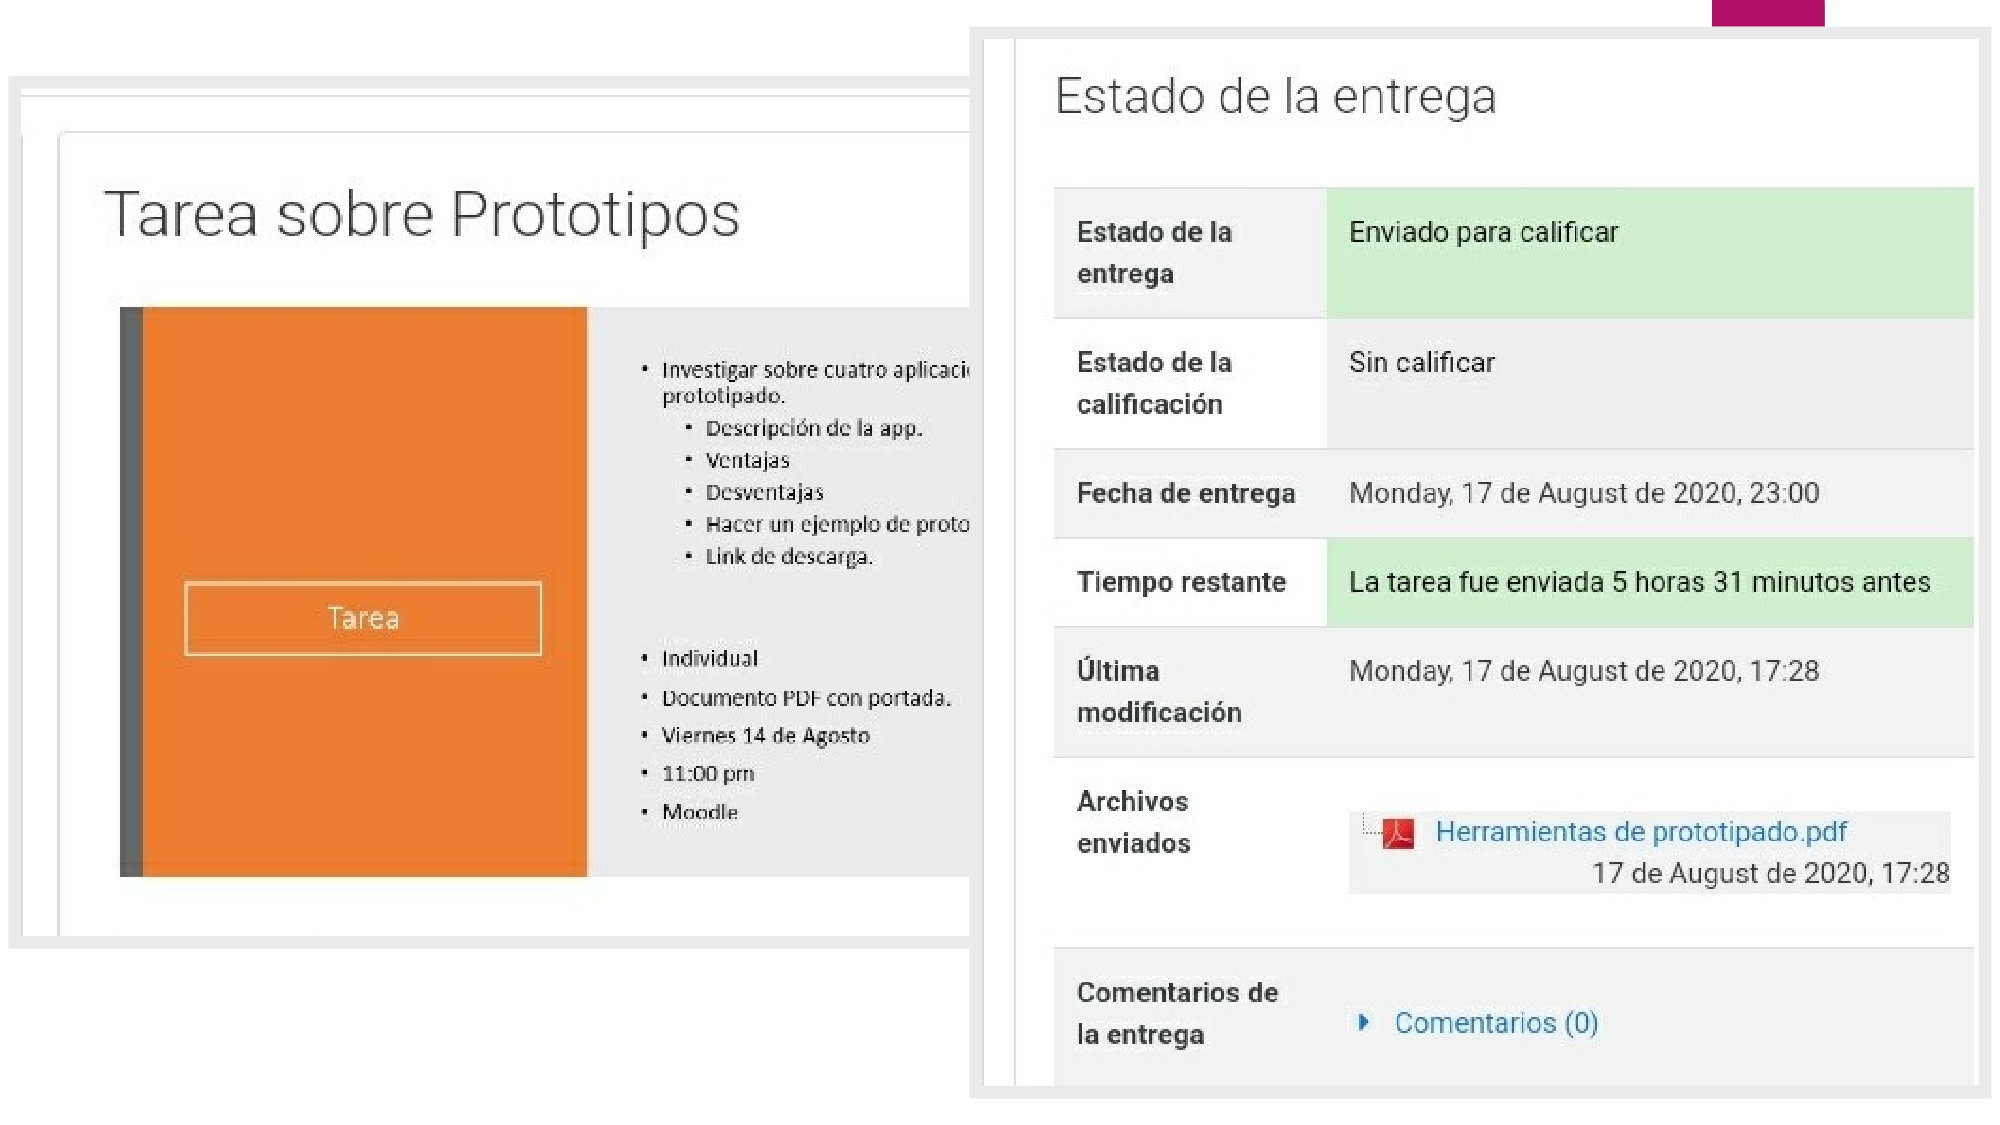 Tarea sobre Prototipos
Tarea
• Investigar sobre cuatro
prototipado.
• Descripción de la app.
• Ventajas
• Desventajas
• Hacer un ejemplo de
• Link de descarga.
• Individual
• Documento PDF con portada.
• Viernes 14 de Agosto
• 11:00 pm
• Moodle
Estado de la entrega
Estado de la
entrega
Enviado para calificar
Estado de la
calificación
Sin calificar
Fecha de entrega
Monday, 17 de August de 2020, 23:00
Tiempo restante
La tarea fue enviada 5 horas 31 minutos antes
Última
modificación
Monday, 17 de August de 2020, 17:28
Archivos
enviados
Herramientas de prototipado.pdf
17 de August de 2020, 17:28
Comentarios de
la entrega
Comentarios (0)